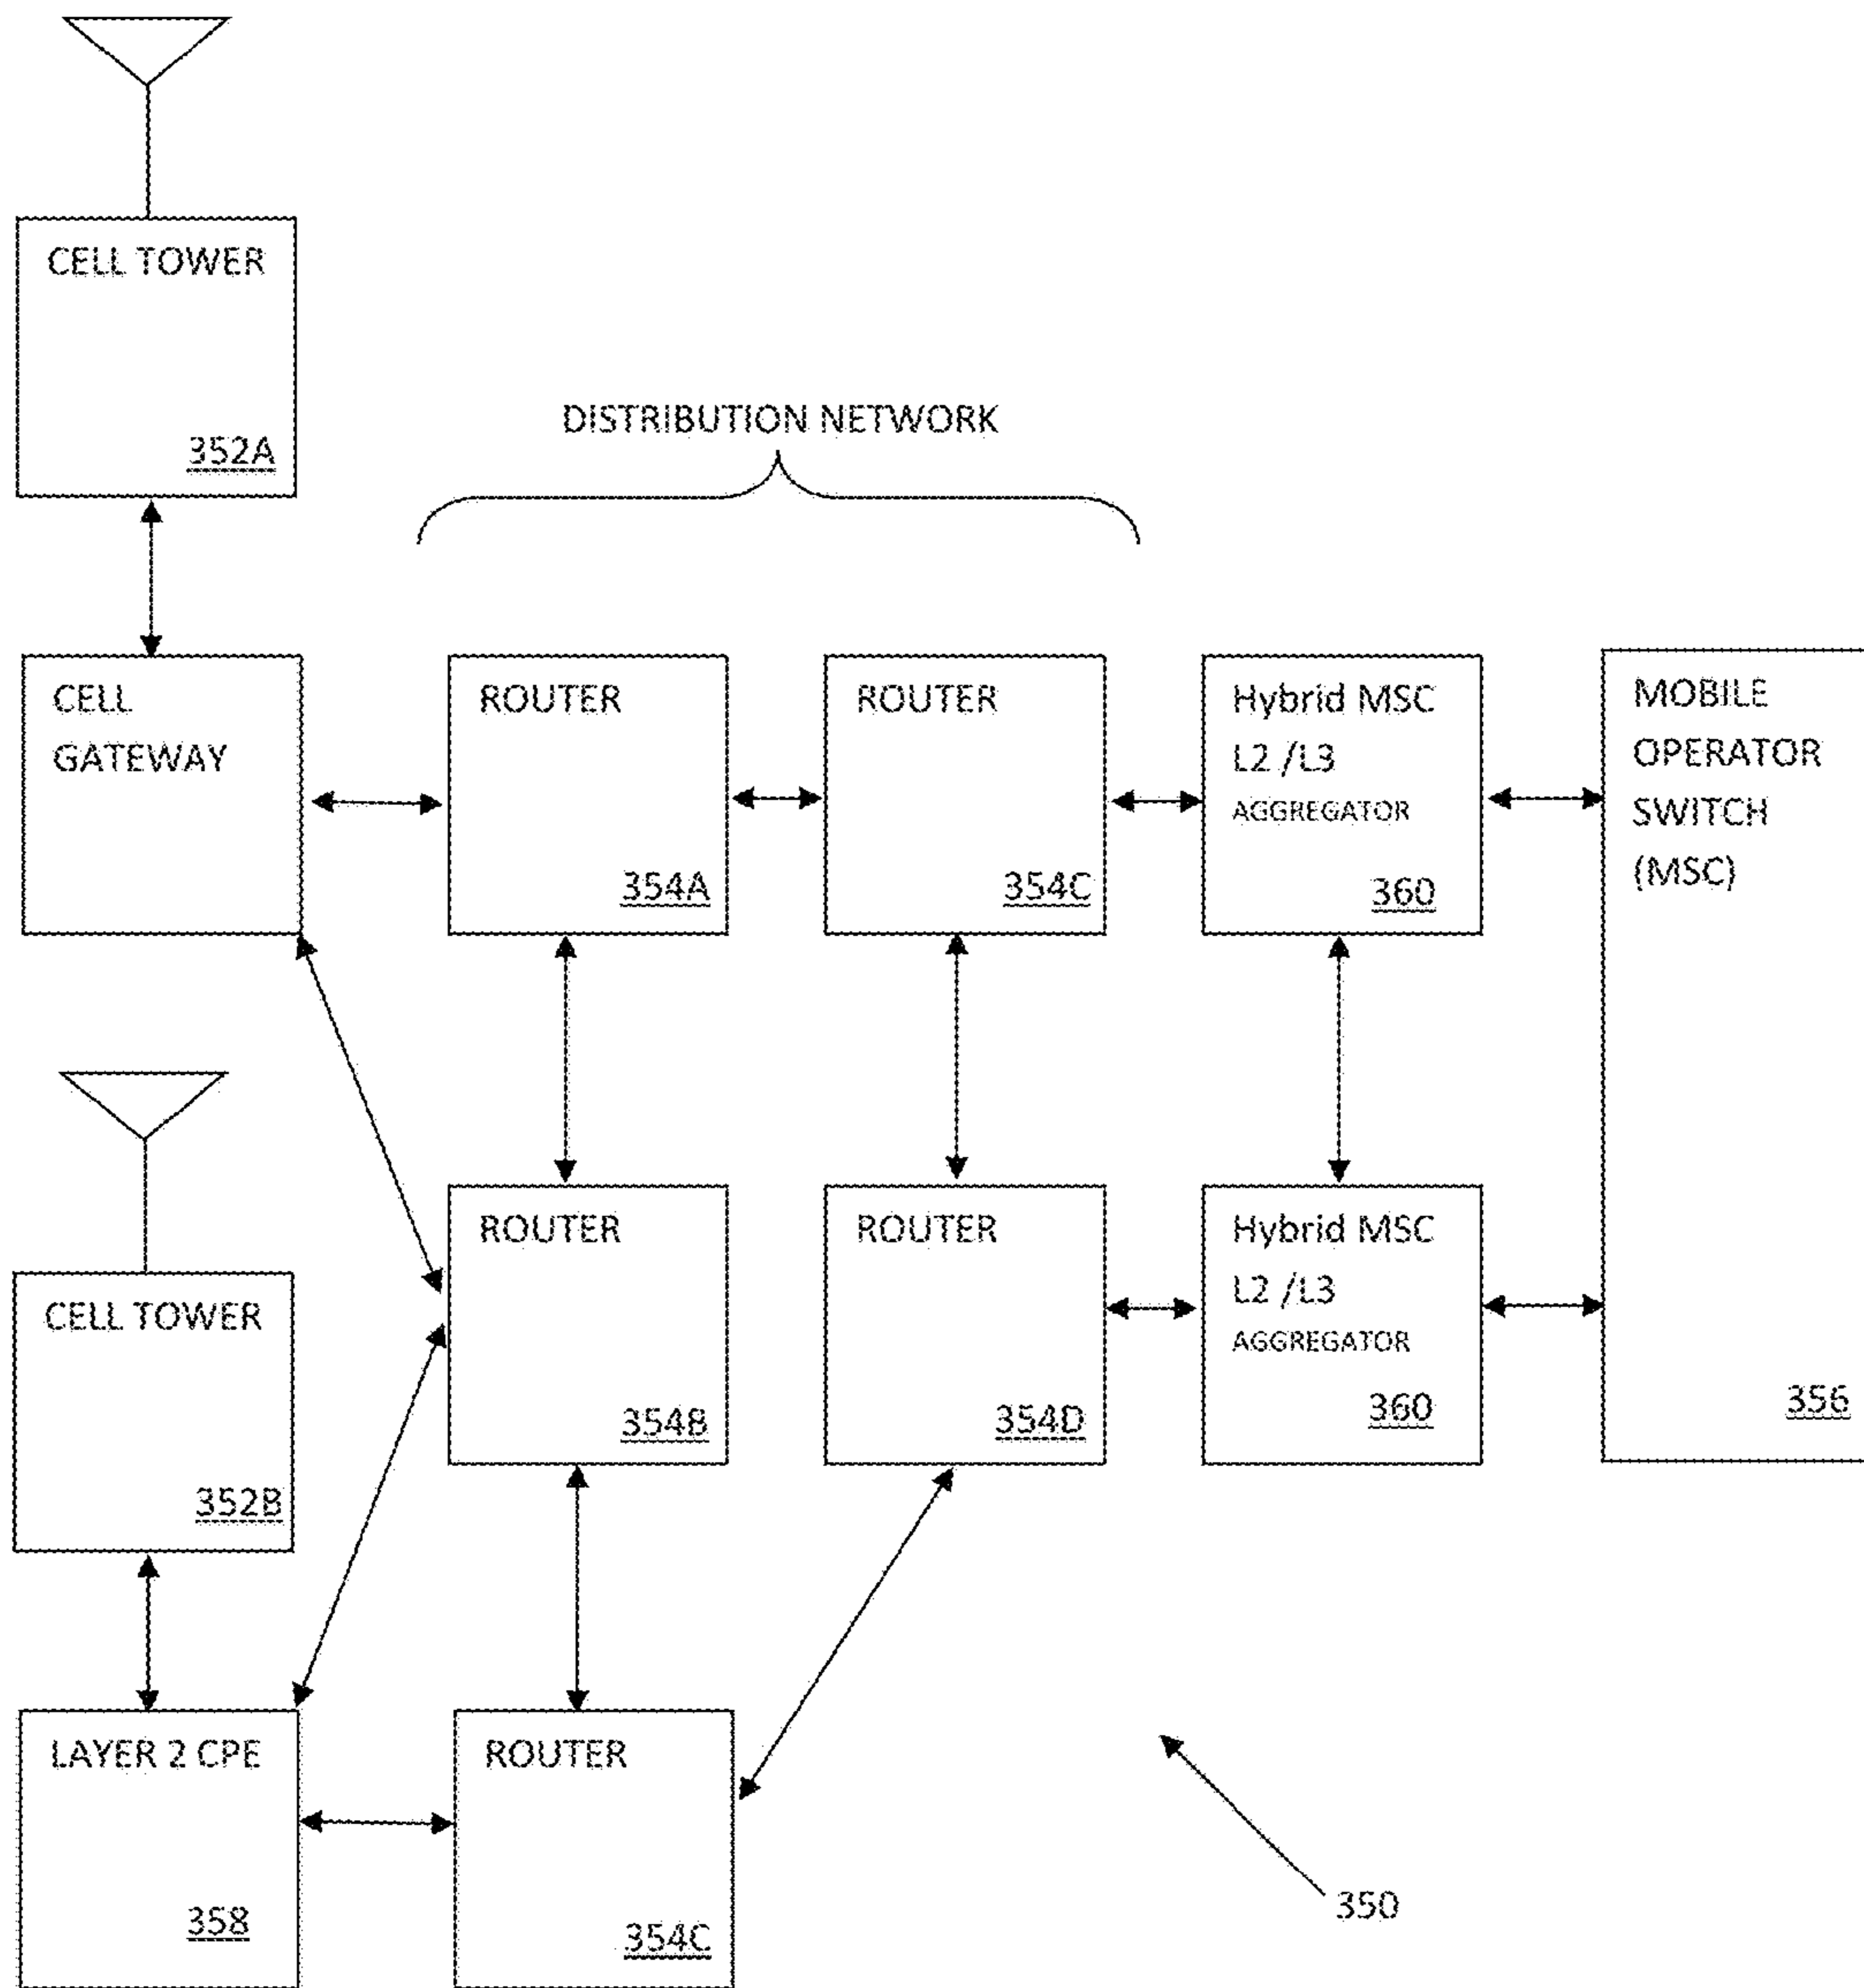 CELL TOWER
352A
DISTRIBUTION NETWORK
CELL
GATEWAY
ROUTER
354A
ROUTER
354C
Hybrid MSC
L2 /L3
AGGREGATOR
360
MOBILE
OPERATOR
SWITCH
(MSC)
356
CELL TOWER
352B
ROUTER
354B
ROUTER
354D
Hybrid MSC
L2 /L3
AGGREGATOR
360
LAYER 2 CPE
358
ROUTER
354C
350